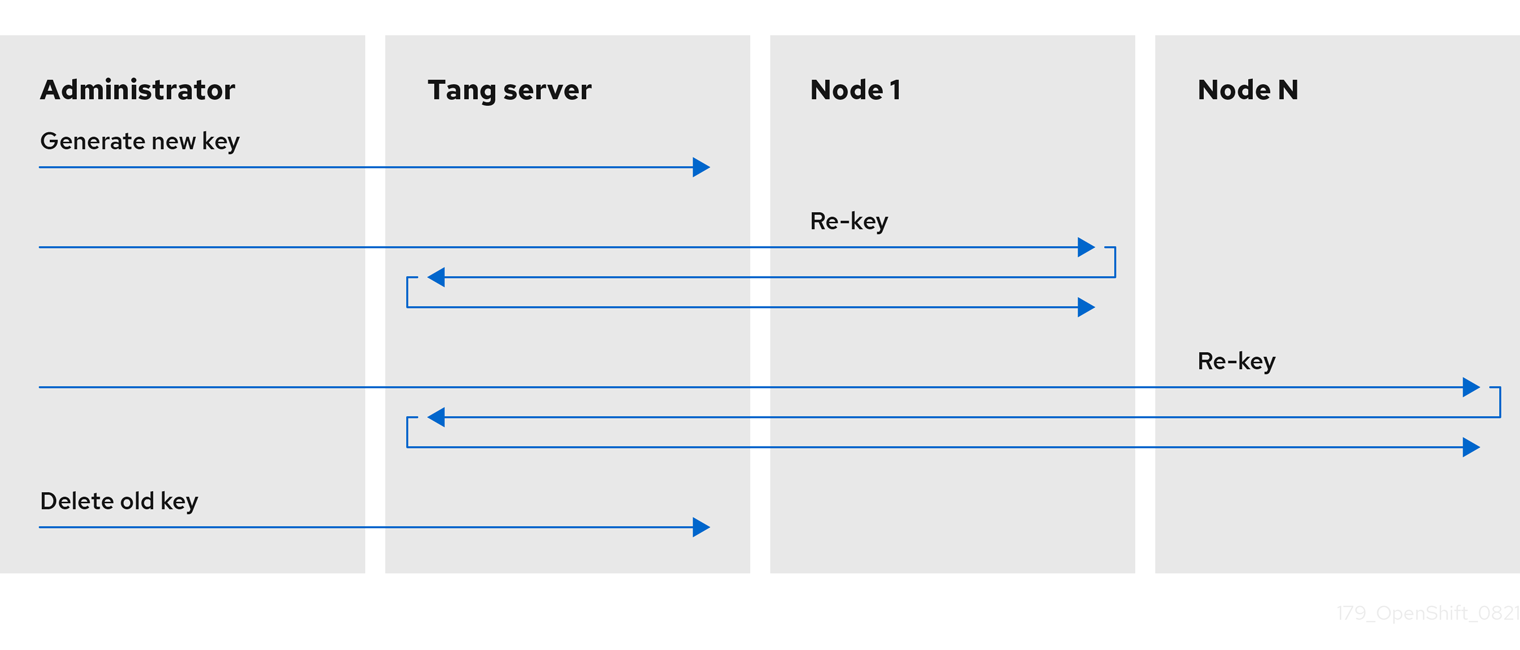 Administrator
Tang server
Node 1
Node N
Generate new key
Re-key
Re-key
Delete old key
179_OpenShift_0821